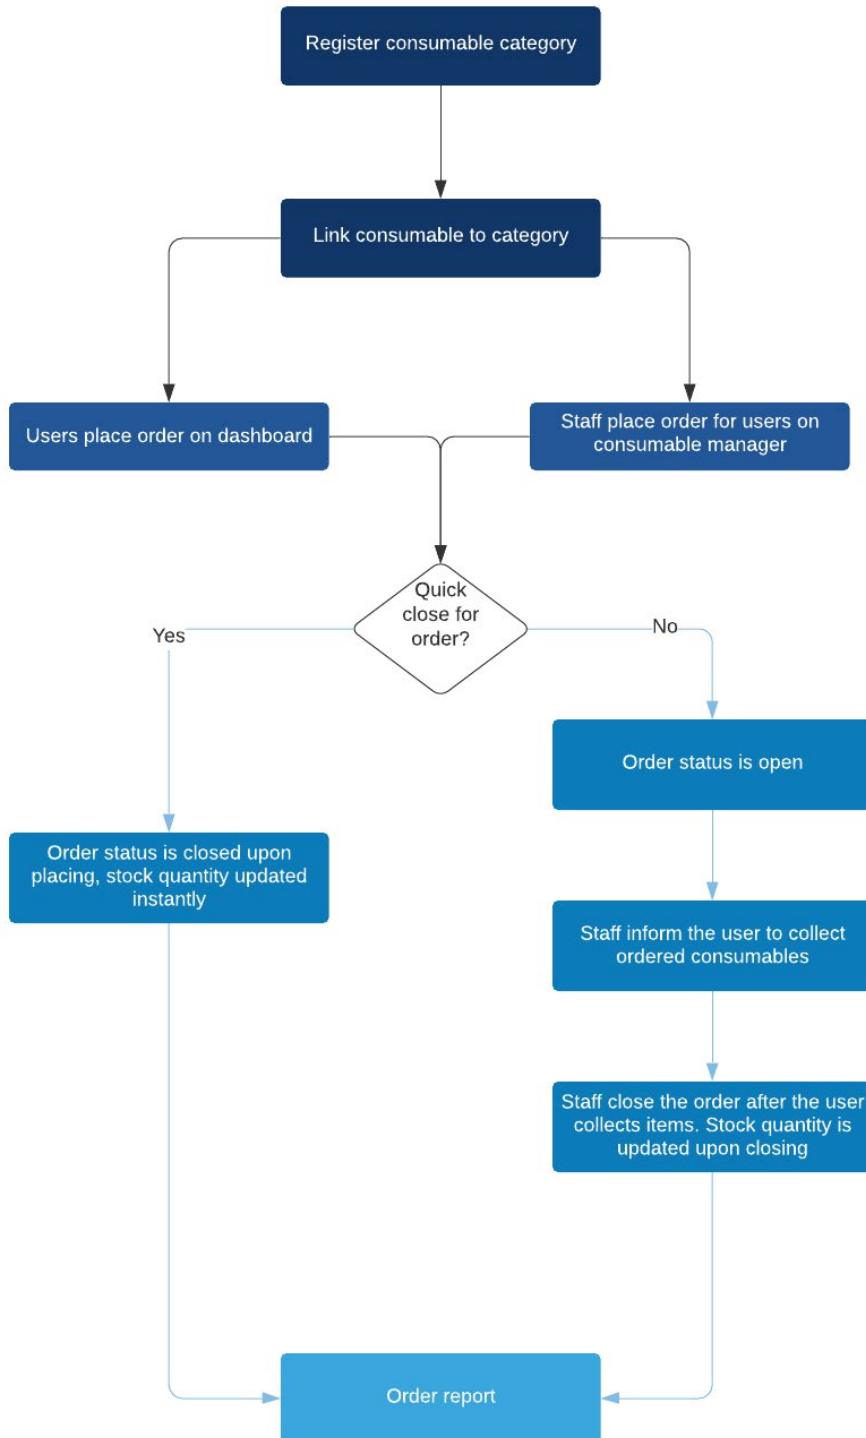 Register consumable category
Link consumable to category
Users place order on dashboard
Staff place order for users on
consumable manager
Quick
close for
order?
Yes
No
Order status is open
Order status is closed upon
placing, stock quantity updated
instantly
Staff inform the user to collect
ordered consumables
Staff close the order after the user
collects items. Stock quantity is
updated upon closing
Order report